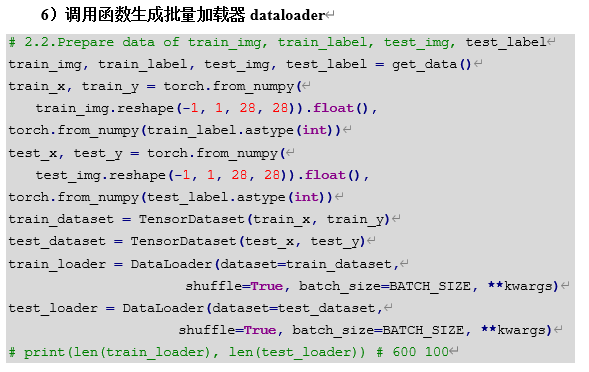 6）调用函数生成批量加载器 dataloader
# 2.2.Prepare data of train_img, train_label, test_img, test_label
train_img, train_label, test_img, test_label = get_data()
train_x, train_y = torch.from_numpy(
train_img.reshape(-1, 1, 28, 28)).float(),
torch.from_numpy(train_label.astype(int))
test_x, test_y = torch.from_numpy(
test_img.reshape(-1, 1, 28, 28)).float(),
torch.from_numpy(test_label.astype(int))
train_dataset = TensorDataset(train_x, train_y)
test_dataset = TensorDataset(test_x, test_y)
train_loader = DataLoader(dataset=train_dataset,
shuffle=True, batch_size=BATCH_SIZE, **kwargs)
test_loader = DataLoader(dataset=test_dataset,
shuffle=True, batch_size=BATCH_SIZE, **kwargs)
# print(len(train_loader), len(test_loader)) # 600 100